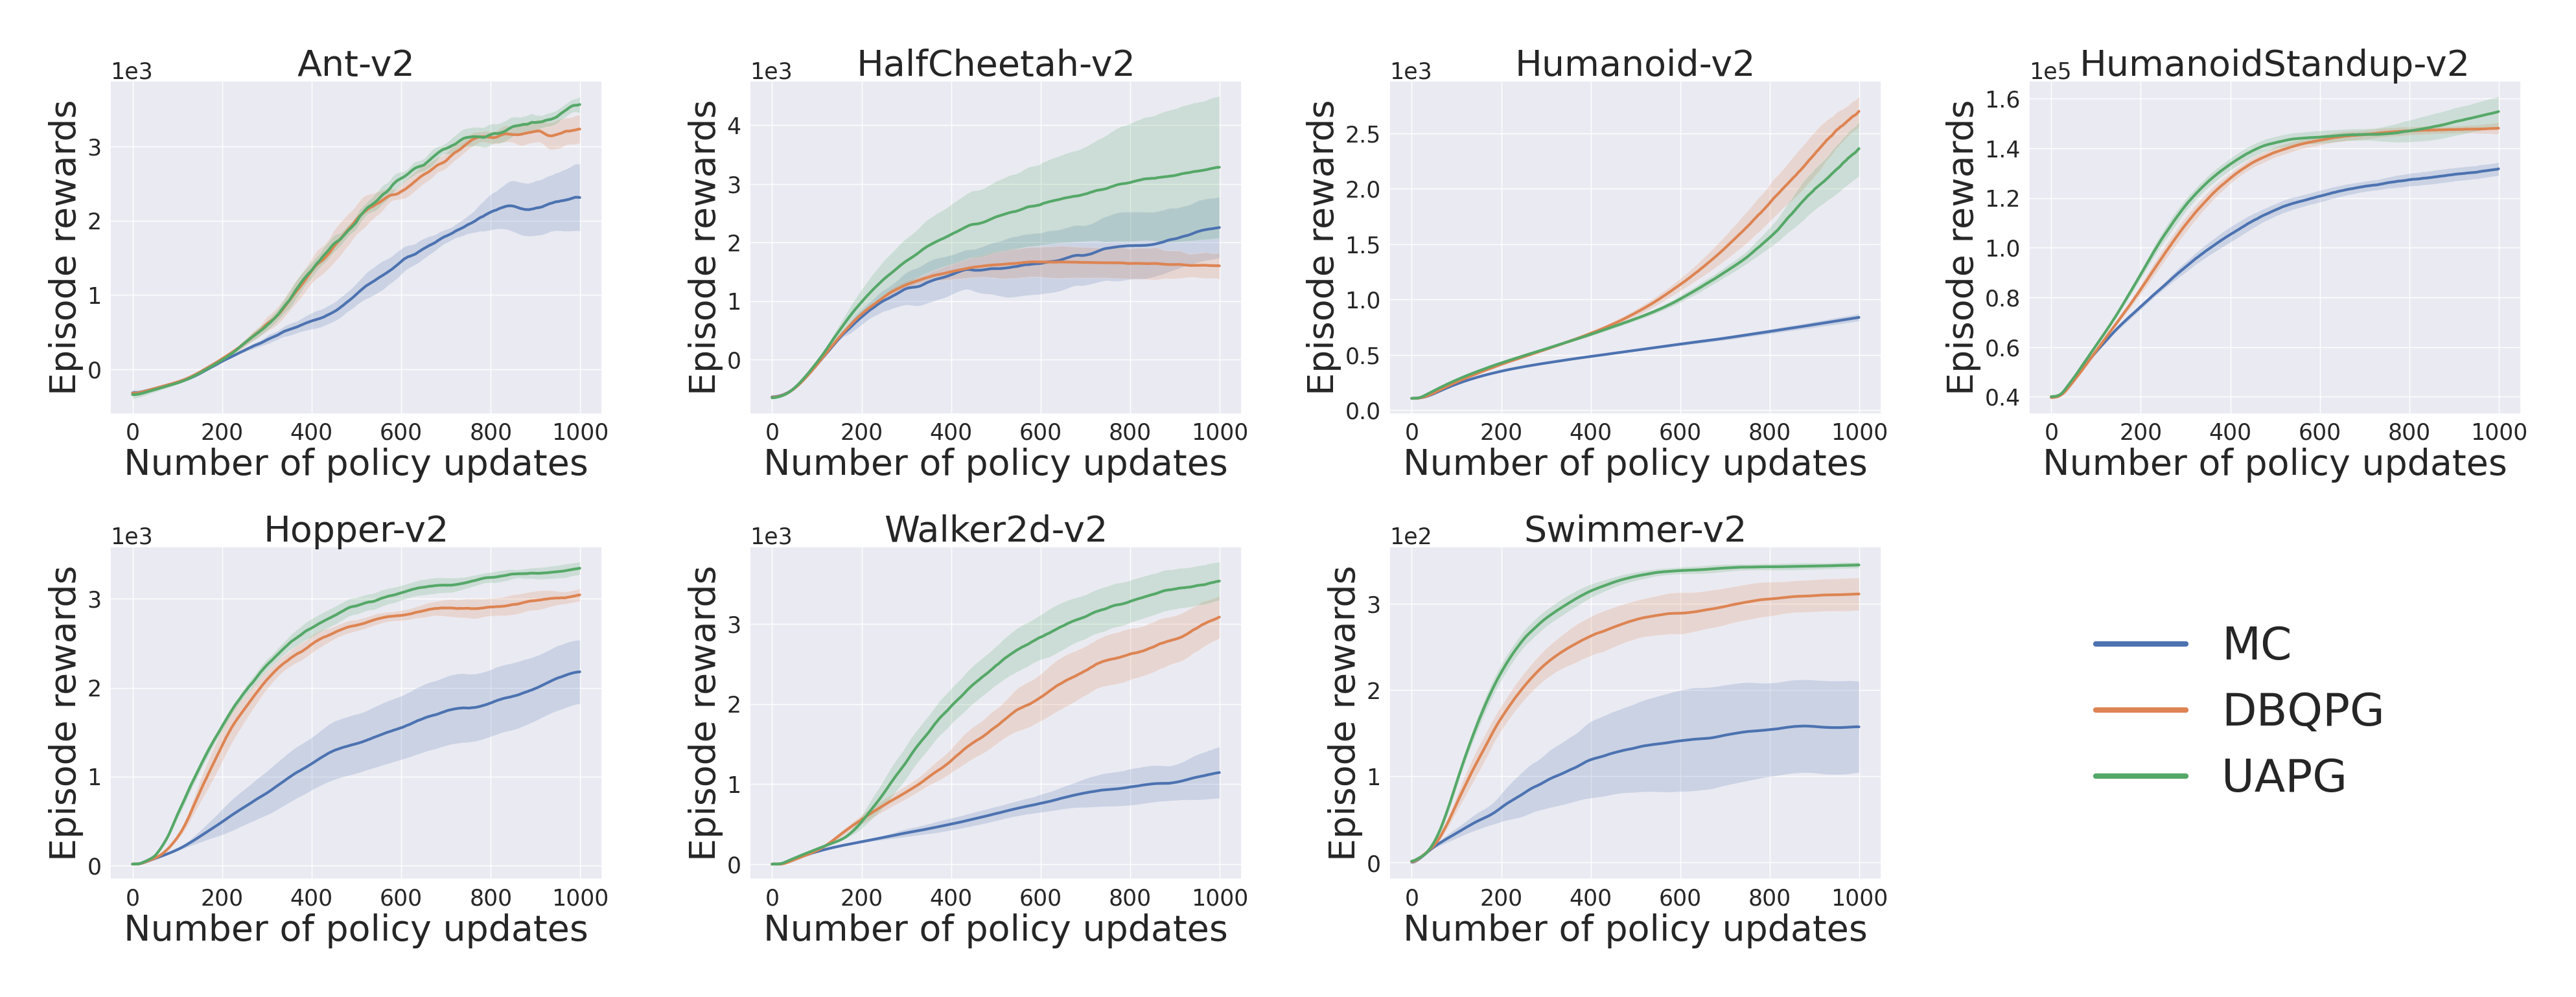 Ant-v2
1e3
Episode rewards
3
2
1
0
0 200 400 600 800 1000
Number of policy updates
HalfCheetah-v2
1e3
Episode rewards
4
3
2
1
0
0 200 400 600 800 1000
Number of policy updates
Humanoid-v2
1e3
Episode rewards
2.5
2.0
1.5
1.0
0.5
0.0
0 200 400 600 800 1000
Number of policy updates
1e5 HumanoidStandup-v2
Episode rewards
1.6
1.4
1.2
1.0
0.8
0.6
0.4
0 200 400 600 800 1000
Number of policy updates
Hopper-v2
1e3
Episode rewards
3
2
1
0
0 200 400 600 800 1000
Number of policy updates
Walker2d-v2
1e3
Episode rewards
3
2
1
0
0 200 400 600 800 1000
Number of policy updates
Swimmer-v2
1e2
Episode rewards
3
2
1
0
0 200 400 600 800 1000
Number of policy updates
MC
DBQPG
UAPG